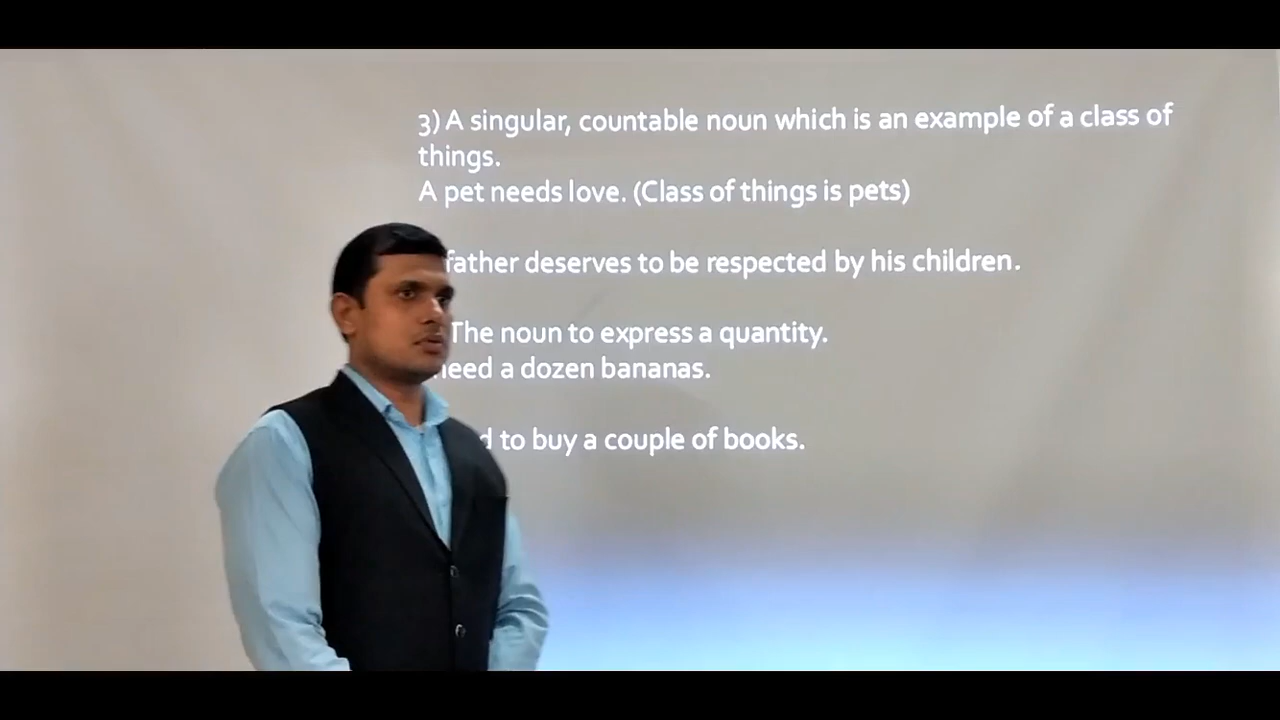 3) A singular, countable noun which is an example of a class of
things.
A pet needs love. (Class of things is pets)
father deserves to be respected by his children.
The noun to express a quantity.
need a dozen bananas.
to buy a couple of books.